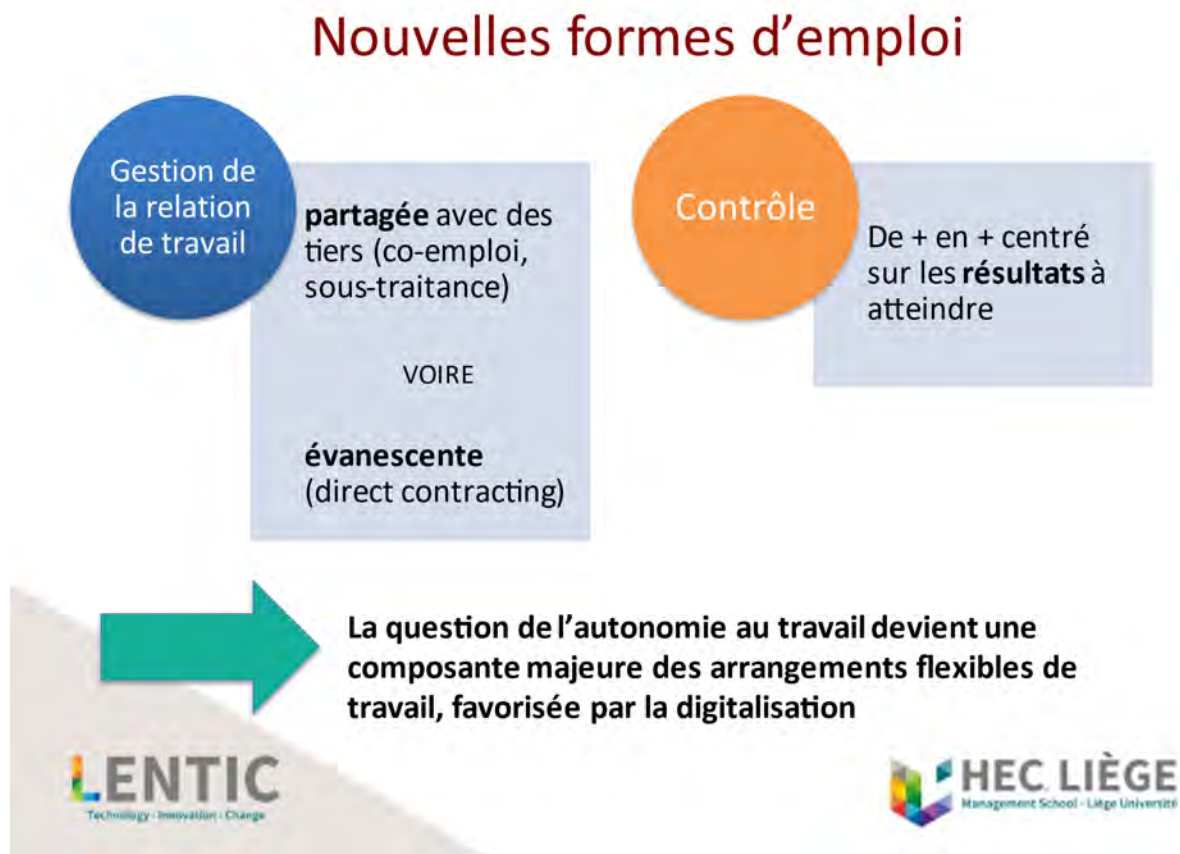 Nouvelles formes d'emploi
Gestion de
la relation
de travail
partagée avec des
tiers (co-emploi,
sous-traitance)
VOIRE
évanescente
(direct contracting)
Contrôle
De + en + centré
sur les résultats à
atteindre
La question de l'autonomie au travail devient une
composante majeure des arrangements flexibles de
travail, favorisée par la digitalisation
LENTIC
Technology - Innovation - Change
HEC LIÈGE
Management School - Liège Université